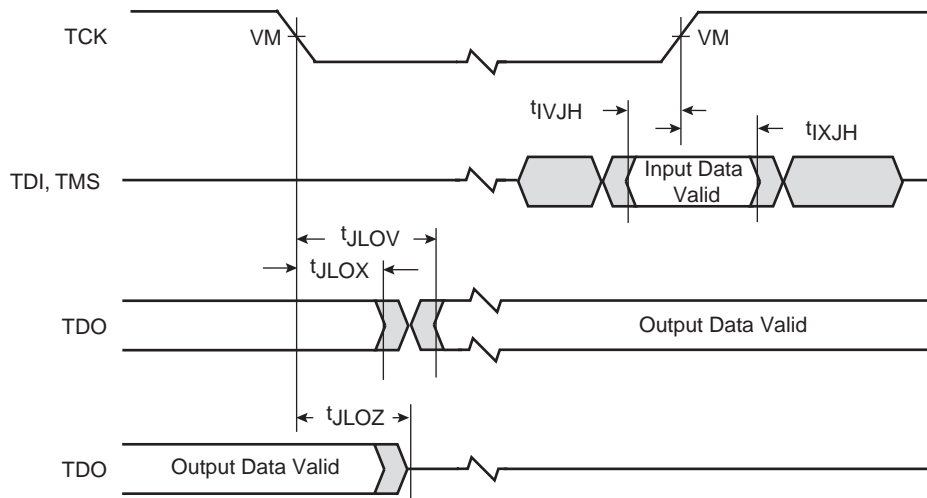 TCK
VM
VM
tIVJH
tIXJH
TDI, TMS
Input Data
Valid
tJLOV
tJLOX
TDO
Output Data Valid
tJLOZ
TDO
Output Data Valid